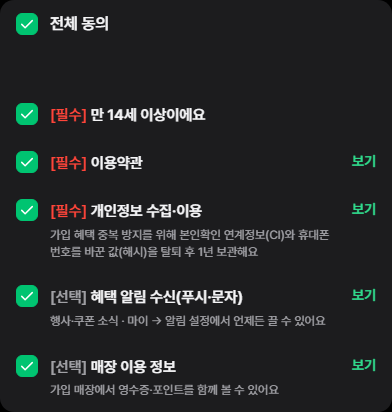 전체 동의
[필수] 만 14세 이상이에요
[필수] 이용약관 보기
[필수] 개인정보 수집·이용 보기
가입 혜택 중복 방지를 위해 본인확인 연계정보(CI)와 휴대폰
번호를 바꾼 값(해시)을 탈퇴 후 1년 보관해요
[선택] 혜택 알림 수신(푸시·문자) 보기
행사·쿠폰 소식 · 마이 → 알림 설정에서 언제든 끌 수 있어요
[선택] 매장 이용 정보 보기
가입 매장에서 영수증·포인트를 함께 볼 수 있어요